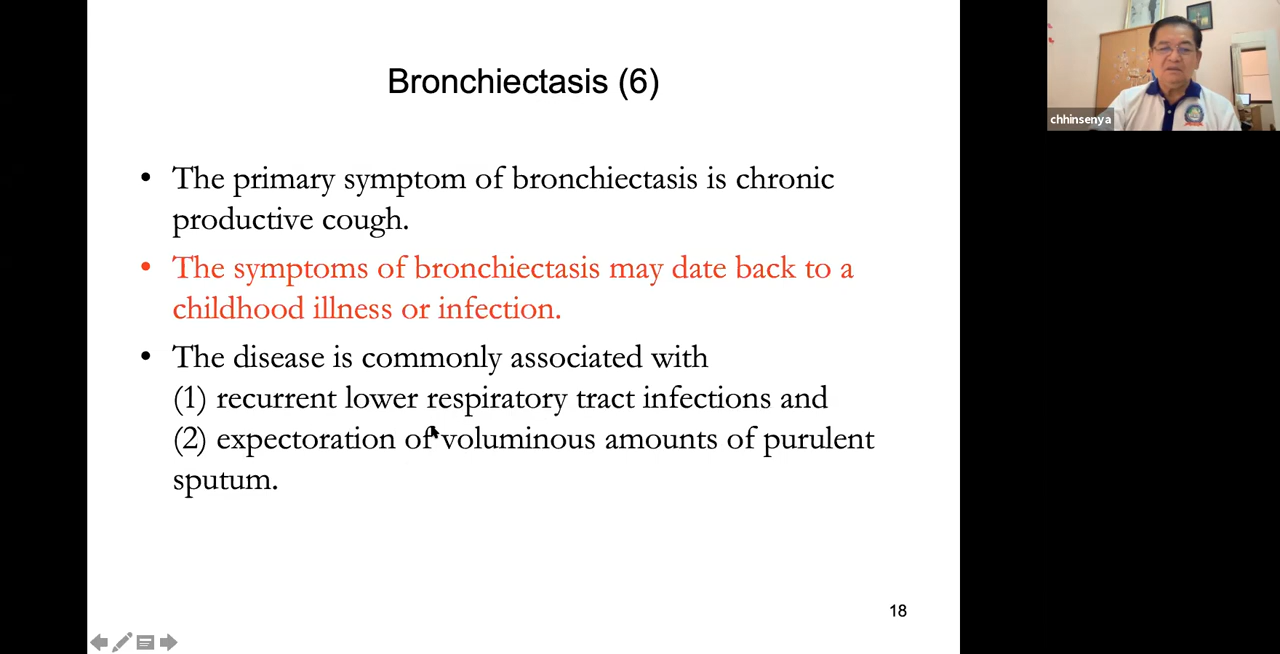 Bronchiectasis (6)
• The primary symptom of bronchiectasis is chronic
productive cough.
• The symptoms of bronchiectasis may date back to a
childhood illness or infection.
• The disease is commonly associated with
(1) recurrent lower respiratory tract infections and
(2) expectoration of voluminous amounts of purulent
sputum.
18
chhinsenya